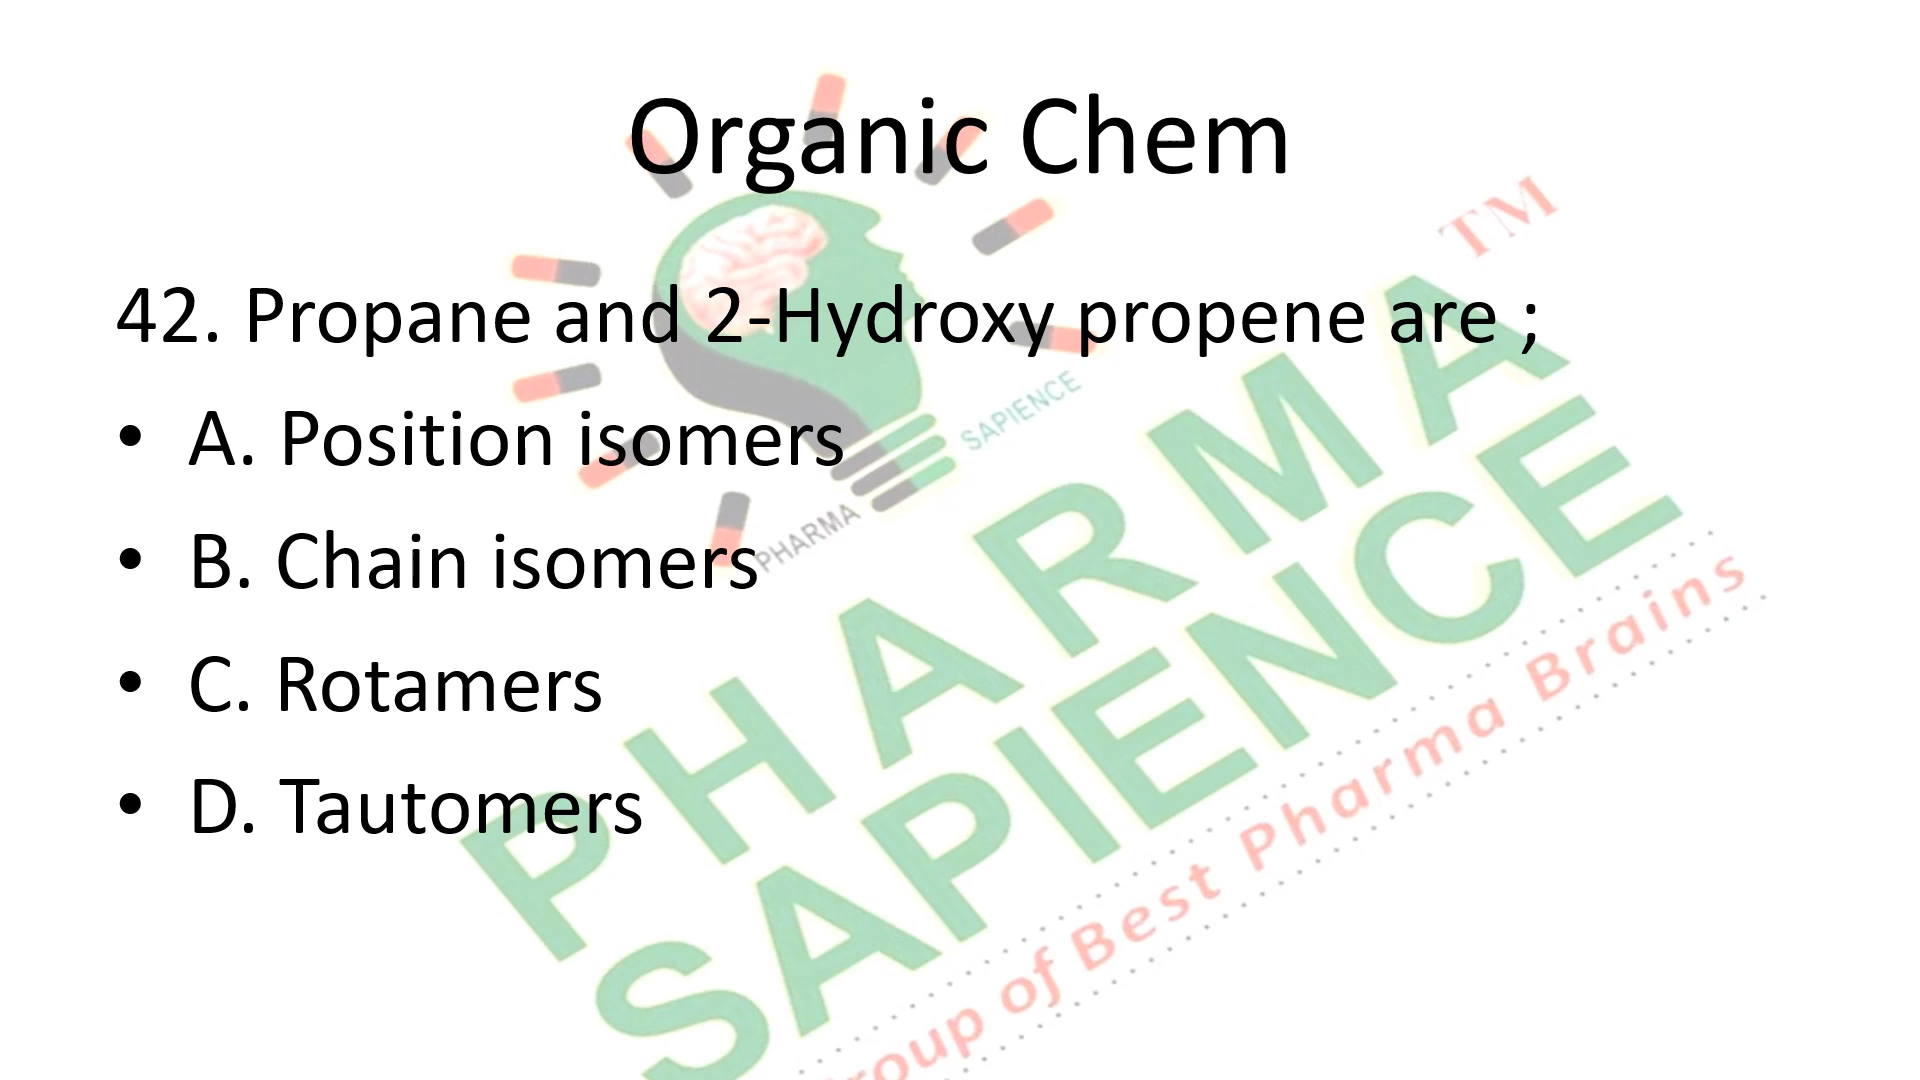 Organic Chem
TM
42. Propane and 2-Hydroxy propene are ;
• A. Position isomers
SAPIENCE
• B. Chain isomers
PHARMA
• C. Rotamers
• D. Tautomers
PHARMA
SAPIENCE
of Best Pharma Brains